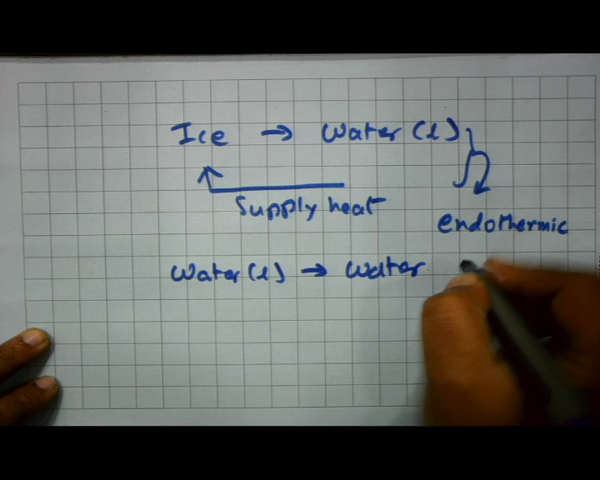 Ice → Water (l)
Supply heat
endothermic
Water (l) → Water